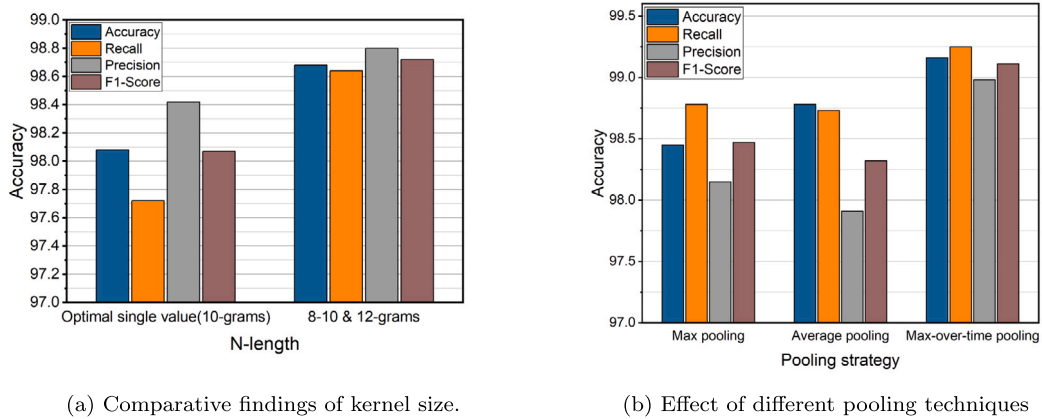 99.0
98.8
98.6
98.4
98.2
98.0
97.8
97.6
97.4
97.2
97.0
Accuracy
Accuracy
Recall
Precision
F1-Score
Optimal single value(10-grams)
8-10 & 12-grams
N-length
(a) Comparative findings of kernel size.
99.5
99.0
98.5
98.0
97.5
97.0
Accuracy
Accuracy
Recall
Precision
F1-Score
Max pooling
Average pooling
Max-over-time pooling
Pooling strategy
(b) Effect of different pooling techniques